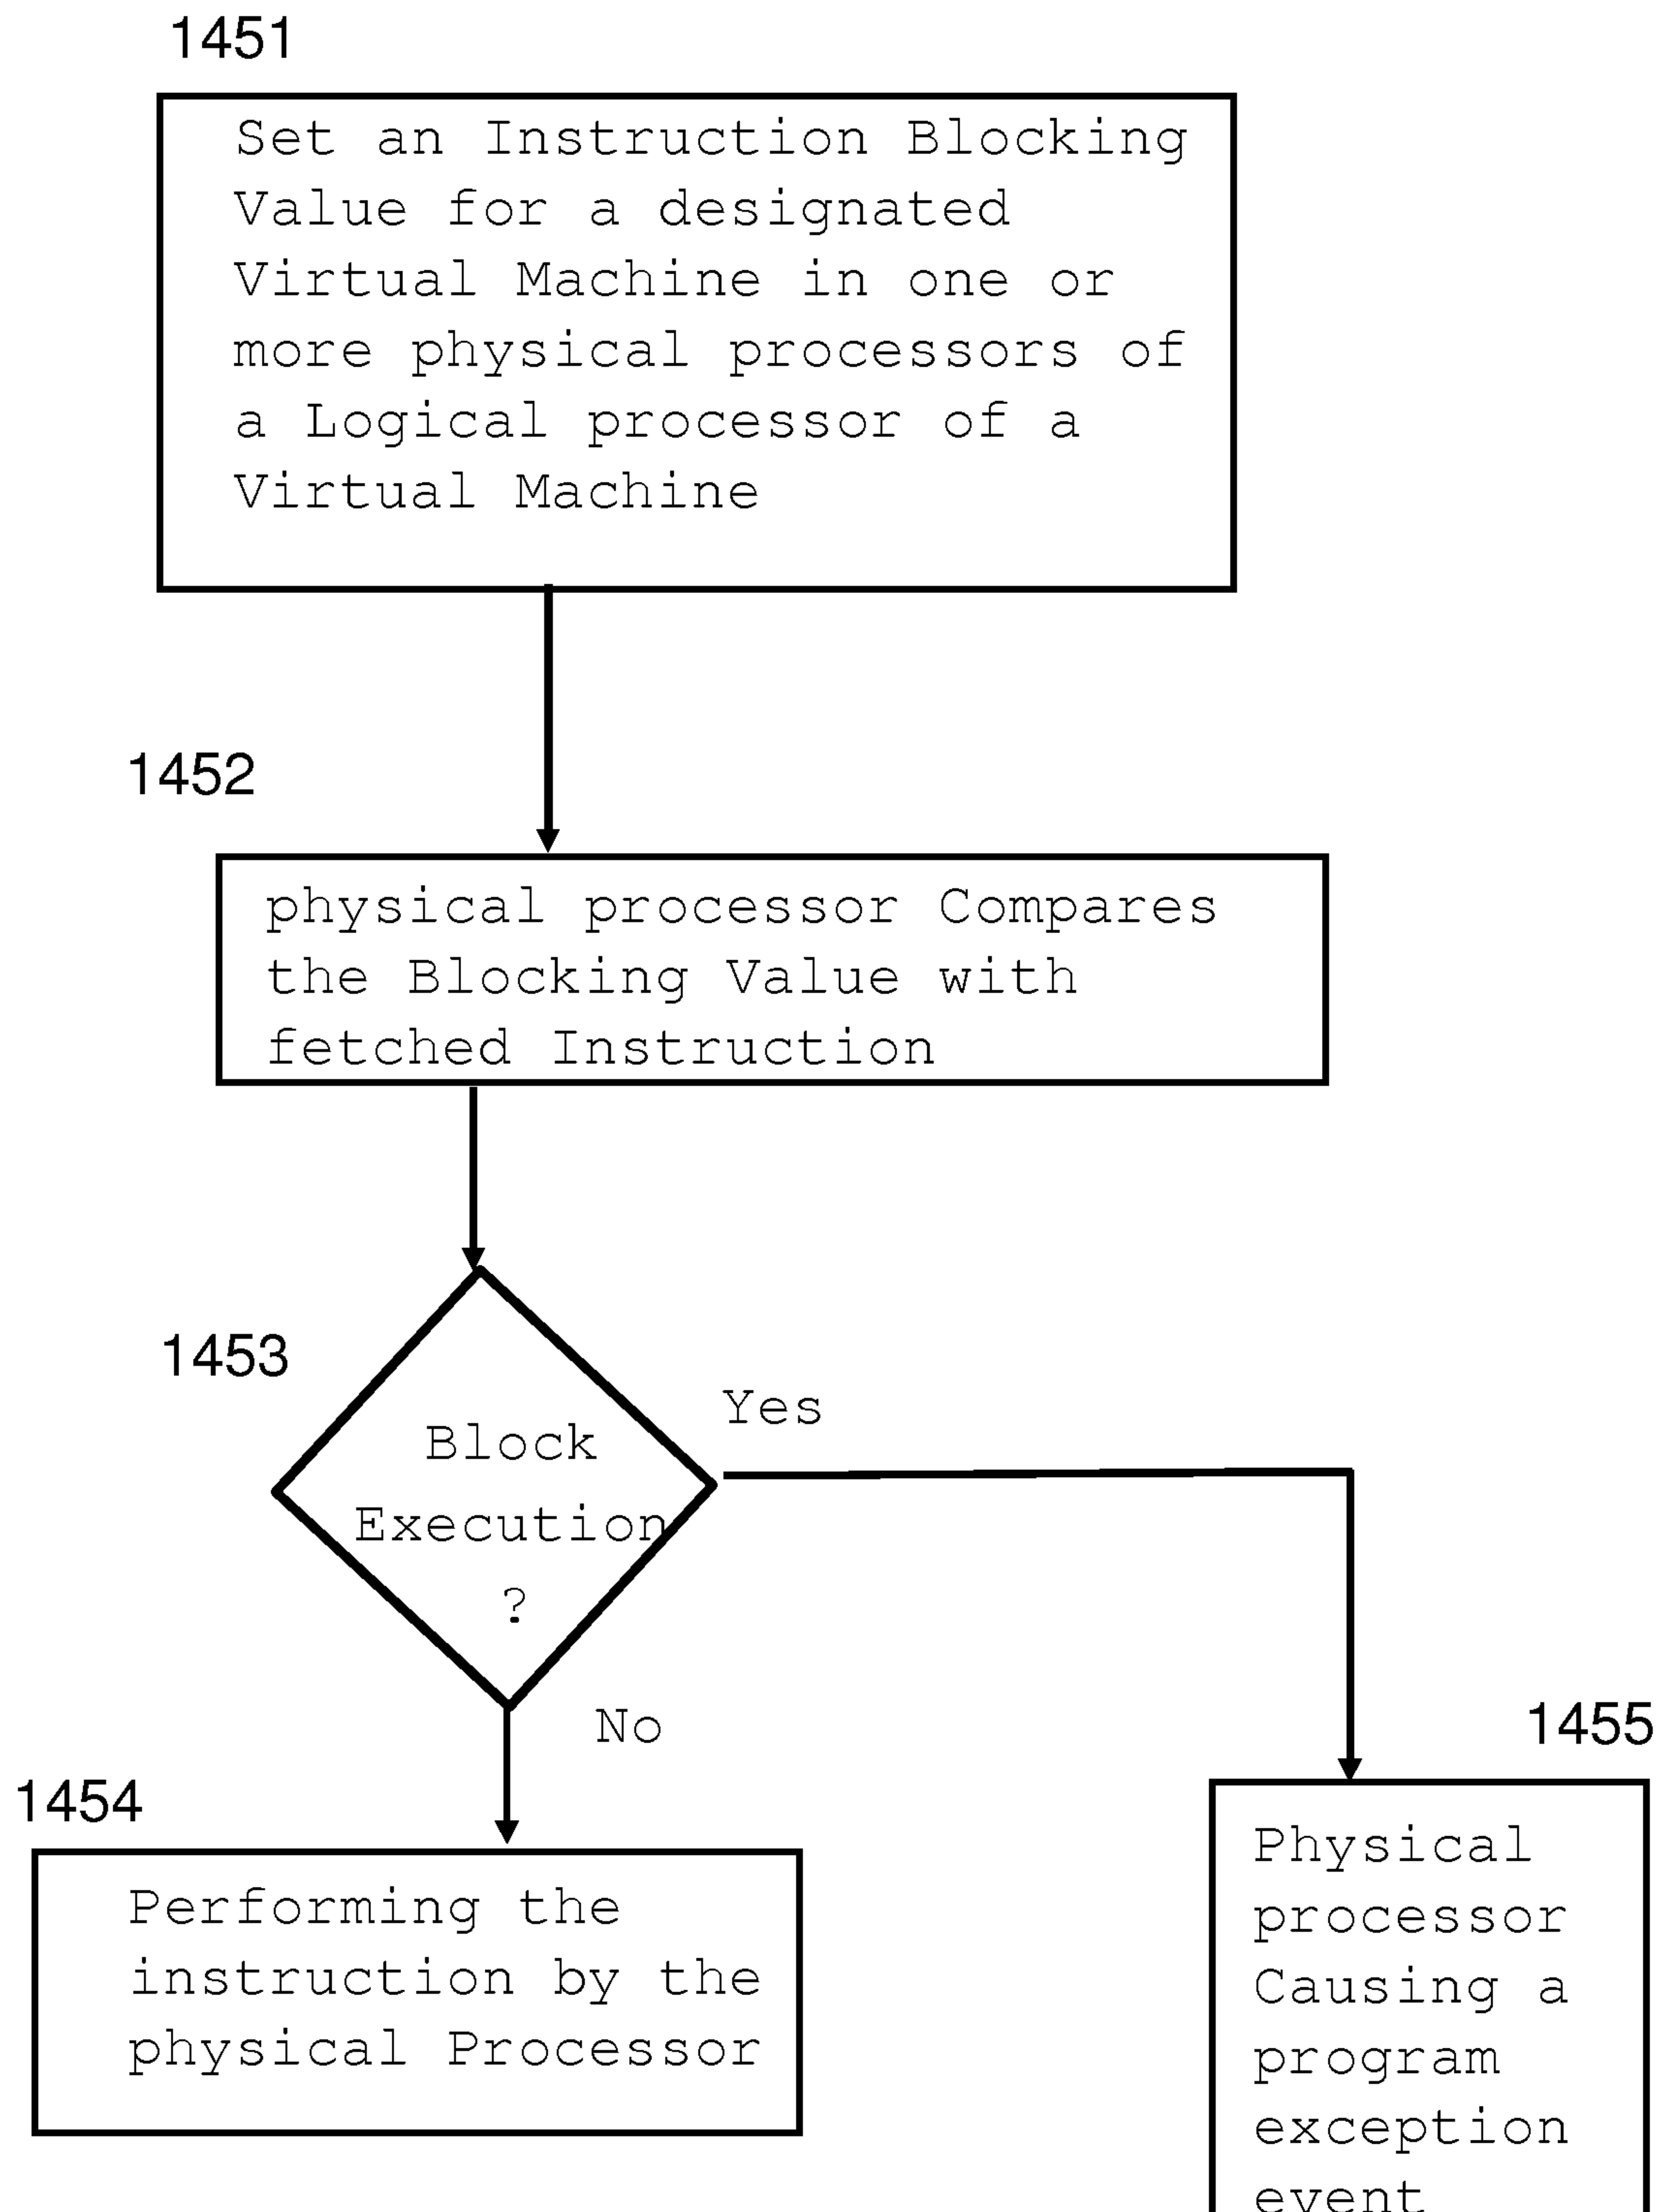 1451
Set an Instruction Blocking
Value for a designated
Virtual Machine in one or
more physical processors of
a Logical processor of a
Virtual Machine
1452
physical processor Compares
the Blocking Value with
fetched Instruction
1453
Block
Execution
?
Yes
No
1454
Performing the
instruction by the
physical Processor
1455
Physical
processor
Causing a
program
exception
event